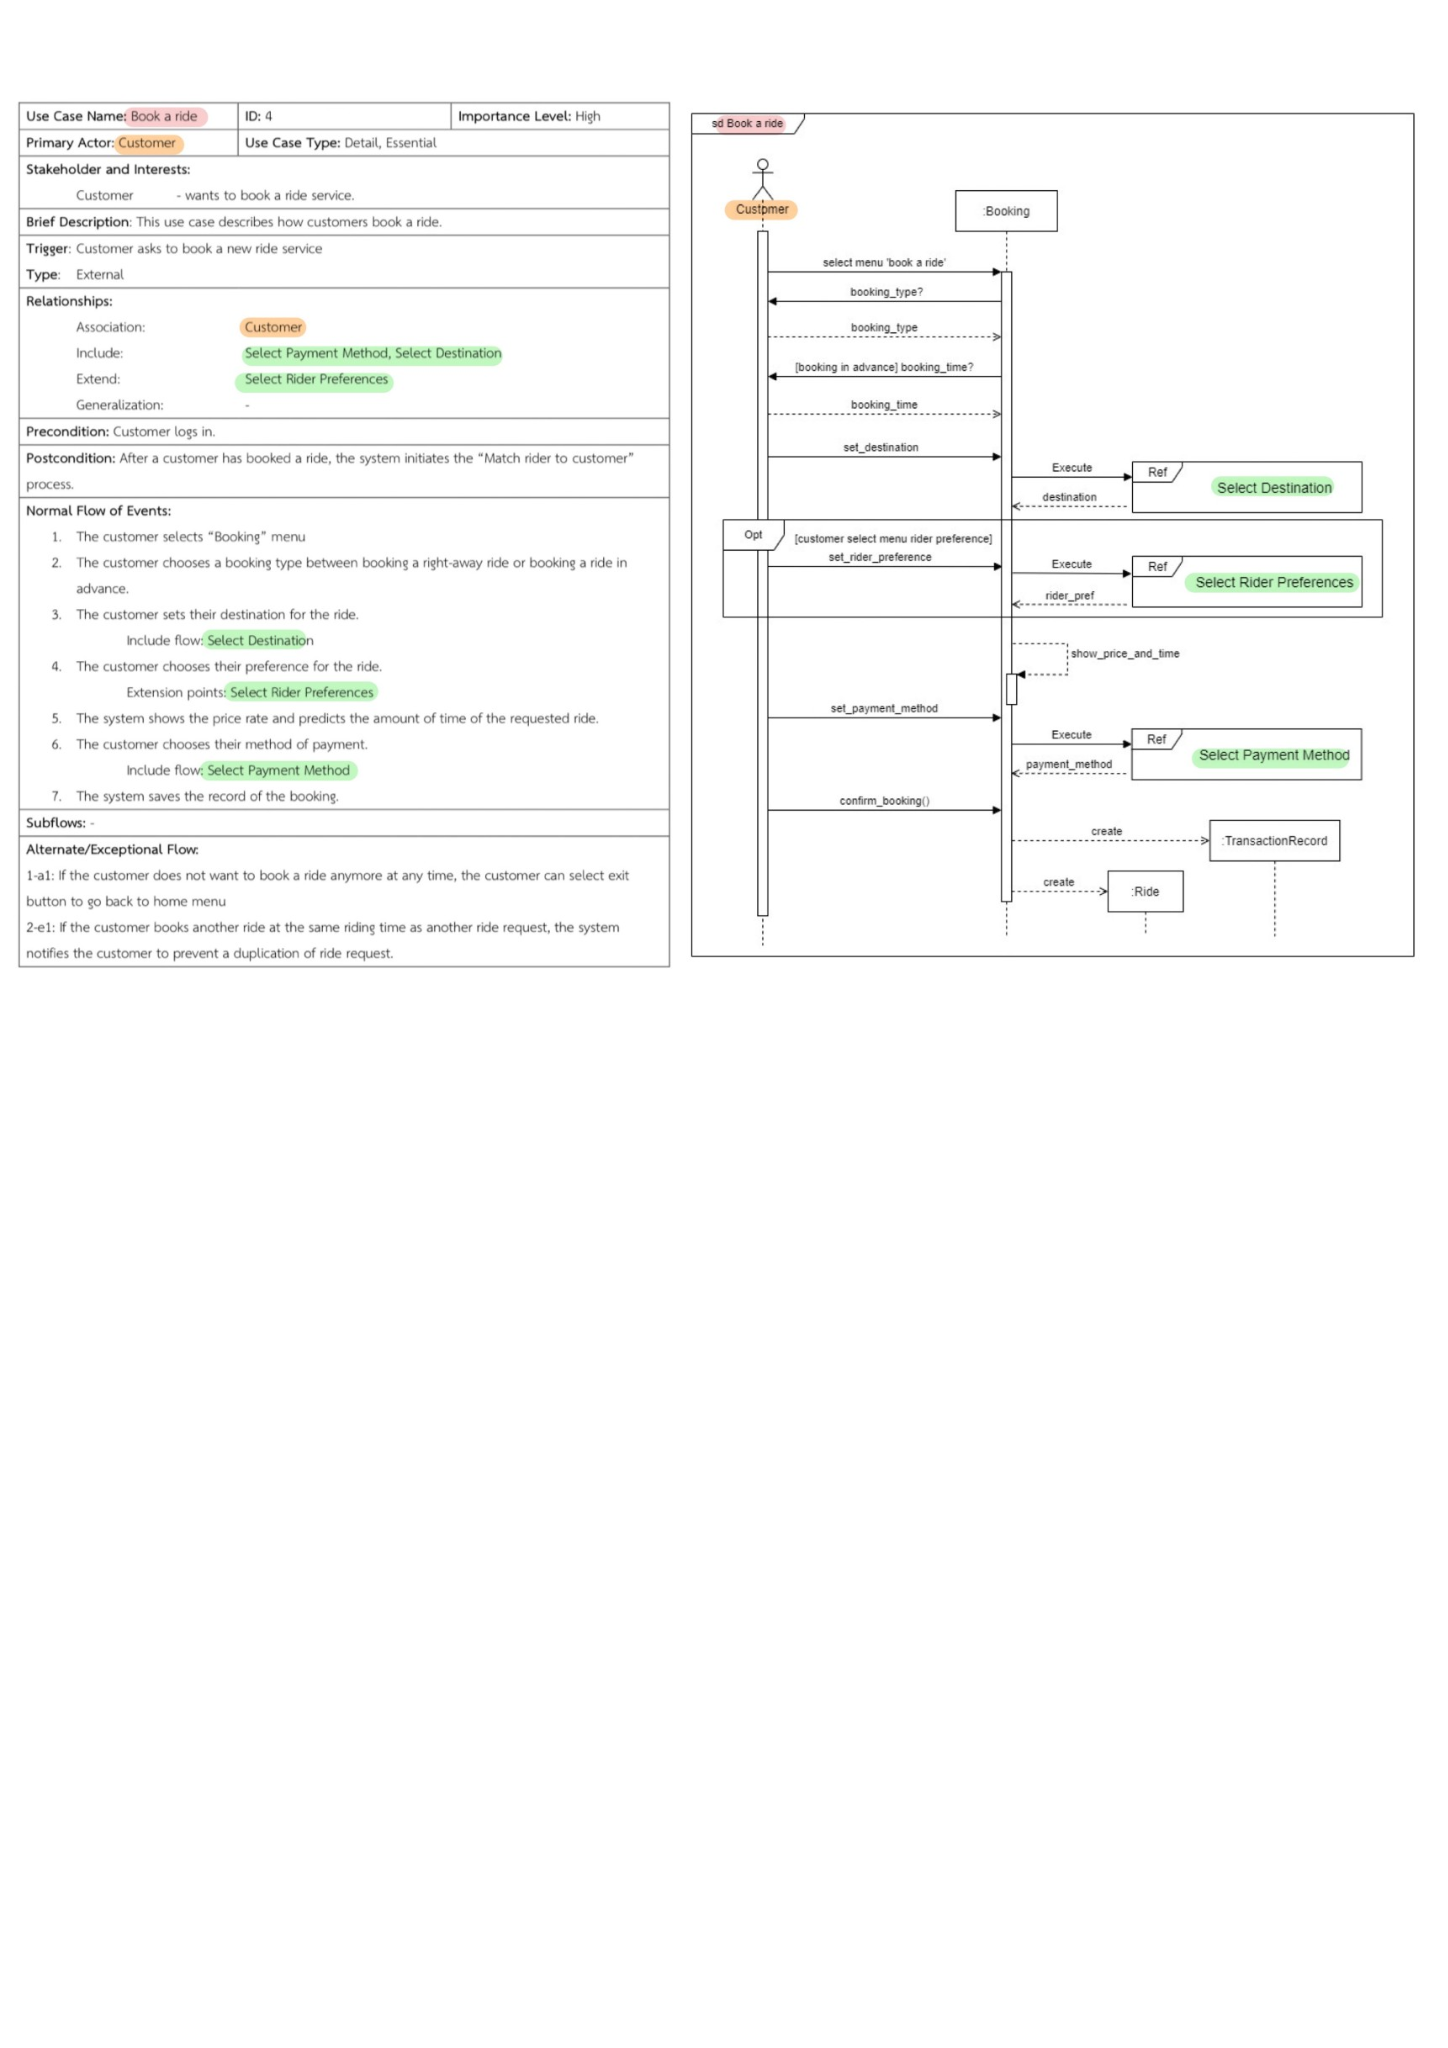 Use Case Name: Book a ride
ID: 4
Importance Level: High
Primary Actor: Customer
Use Case Type: Detail, Essential
Stakeholder and Interests:
Customer - wants to book a ride service.
Brief Description: This use case describes how customers book a ride.
Trigger: Customer asks to book a new ride service
Type: External
Relationships:
Association: Customer
Include: Select Payment Method, Select Destination
Extend: Select Rider Preferences
Generalization: -
Precondition: Customer logs in.
Postcondition: After a customer has booked a ride, the system initiates the “Match rider to customer”
process.
Normal Flow of Events:
1. The customer selects “Booking” menu
2. The customer chooses a booking type between booking a right-away ride or booking a ride in
advance.
3. The customer sets their destination for the ride.
Include flow: Select Destination
4. The customer chooses their preference for the ride.
Extension points: Select Rider Preferences
5. The system shows the price rate and predicts the amount of time of the requested ride.
6. The customer chooses their method of payment.
Include flow: Select Payment Method
7. The system saves the record of the booking.
Subflows: -
Alternate/Exceptional Flow:
1-a1: If the customer does not want to book a ride anymore at any time, the customer can select exit
button to go back to home menu
2-e1: If the customer books another ride at the same riding time as another ride request, the system
notifies the customer to prevent a duplication of ride request.
sd Book a ride
Customer
:Booking
select menu 'book a ride'
booking_type?
booking_type
[booking in advance] booking_time?
booking_time
set_destination
Execute
Ref
Select Destination
destination
Opt
[customer select menu rider preference]
set_rider_preference
Execute
Ref
Select Rider Preferences
rider_pref
show_price_and_time
set_payment_method
Execute
Ref
Select Payment Method
payment_method
confirm_booking()
create
:TransactionRecord
create
:Ride